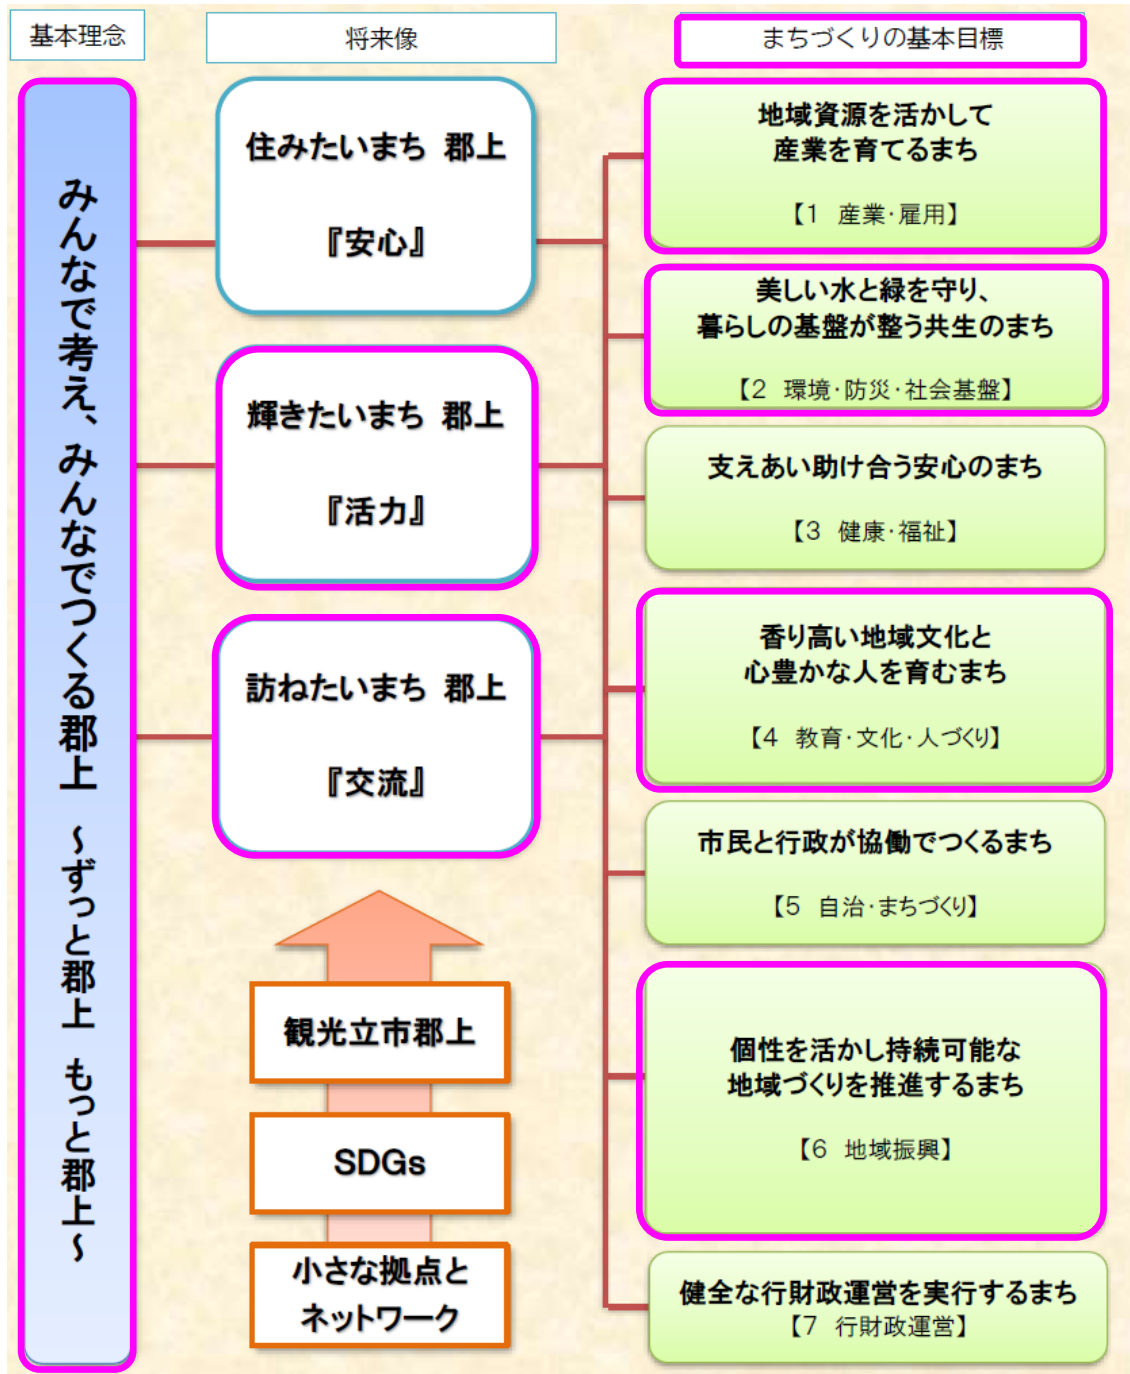 基本理念
将来像
まちづくりの基本目標
みんなで考え、みんなでつくる郡上 ～ずっと郡上 もっと郡上～
住みたいまち 郡上
『安心』
輝きたいまち 郡上
『活力』
訪ねたいまち 郡上
『交流』
観光立市郡上
SDGs
小さな拠点と
ネットワーク
地域資源を活かして
産業を育てるまち
【1 産業・雇用】
美しい水と緑を守り、
暮らしの基盤が整う共生のまち
【2 環境・防災・社会基盤】
支えあい助け合う安心のまち
【3 健康・福祉】
香り高い地域文化と
心豊かな人を育むまち
【4 教育・文化・人づくり】
市民と行政が協働でつくるまち
【5 自治・まちづくり】
個性を活かし持続可能な
地域づくりを推進するまち
【6 地域振興】
健全な行財政運営を実行するまち
【7 行財政運営】